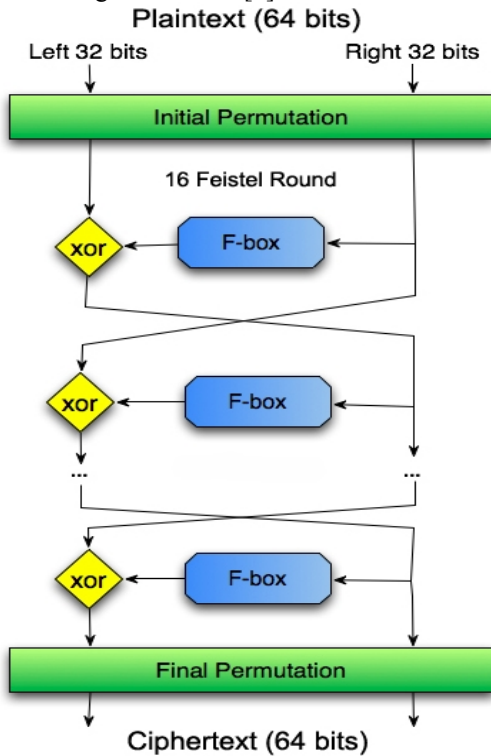 Plaintext (64 bits)
Left 32 bits Right 32 bits
Initial Permutation
16 Feistel Round
xor F-box
xor F-box
... ...
xor F-box
Final Permutation
Ciphertext (64 bits)